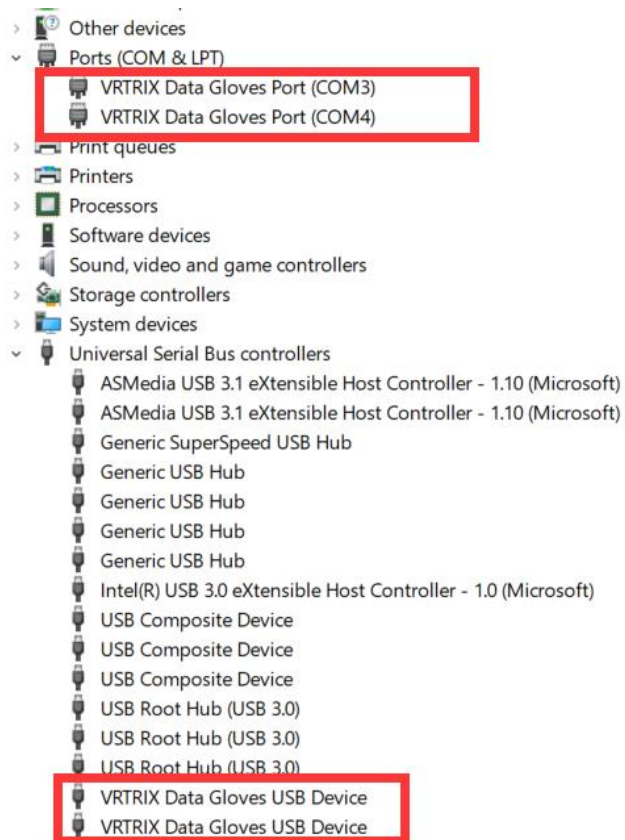 Other devices
Ports (COM & LPT)
VRTRIX Data Gloves Port (COM3)
VRTRIX Data Gloves Port (COM4)
Print queues
Printers
Processors
Software devices
Sound, video and game controllers
Storage controllers
System devices
Universal Serial Bus controllers
ASMedia USB 3.1 eXtensible Host Controller - 1.10 (Microsoft)
ASMedia USB 3.1 eXtensible Host Controller - 1.10 (Microsoft)
Generic SuperSpeed USB Hub
Generic USB Hub
Generic USB Hub
Generic USB Hub
Generic USB Hub
Intel(R) USB 3.0 eXtensible Host Controller - 1.0 (Microsoft)
USB Composite Device
USB Composite Device
USB Composite Device
USB Root Hub (USB 3.0)
USB Root Hub (USB 3.0)
USB Root Hub (USB 3.0)
VRTRIX Data Gloves USB Device
VRTRIX Data Gloves USB Device